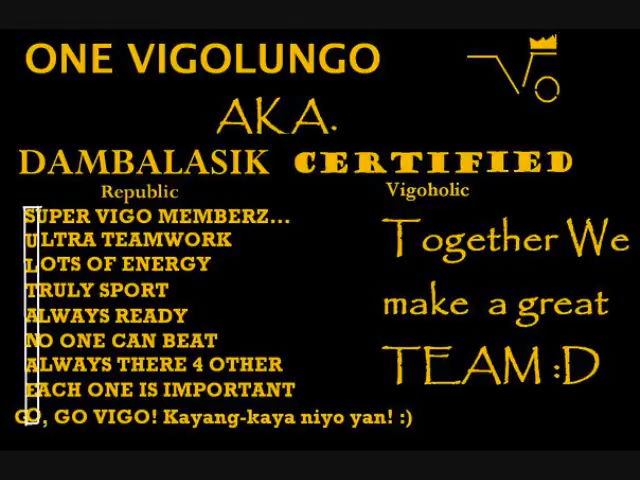 ONE VIGOLUNGO
VO
AKA.
DAMBALASIK CERTIFIED
Republic Vigoholic
SUPER VIGO MEMBERZ...
ULTRA TEAMWORK
LOTS OF ENERGY
TRULY SPORT
ALWAYS READY
NO ONE CAN BEAT
ALWAYS THERE 4 OTHER
EACH ONE IS IMPORTANT
GO, GO VIGO! Kayang-kaya niyo yan! :)
Together We
make a great
TEAM :D